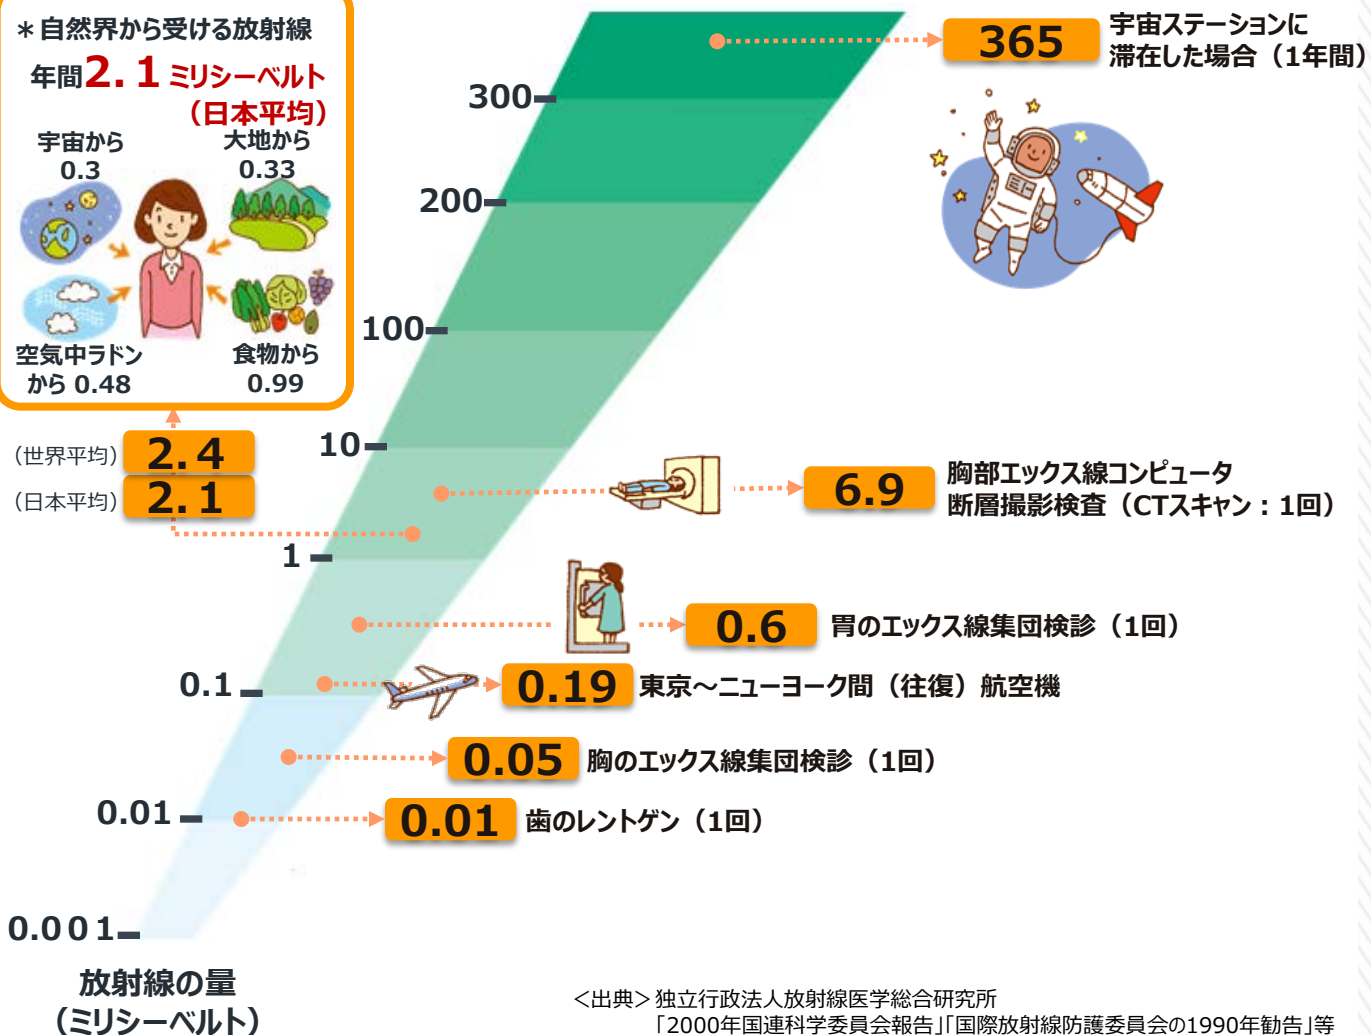 ＊自然界から受ける放射線
年間2.1ミリシーベルト
（日本平均）
宇宙から
0.3
大地から
0.33
空気中ラドン
から 0.48
食物から
0.99
（世界平均） 2.4
（日本平均） 2.1
365 宇宙ステーションに
滞在した場合（1年間）
300
200
100
10
6.9 胸部エックス線コンピュータ
断層撮影検査（CTスキャン：1回）
1
0.6 胃のエックス線集団検診（1回）
0.1
0.19 東京～ニューヨーク間（往復）航空機
0.05 胸のエックス線集団検診（1回）
0.01
0.01 歯のレントゲン（1回）
0.001
放射線の量
（ミリシーベルト）
＜出典＞独立行政法人放射線医学総合研究所
「2000年国連科学委員会報告」「国際放射線防護委員会の1990年勧告」等